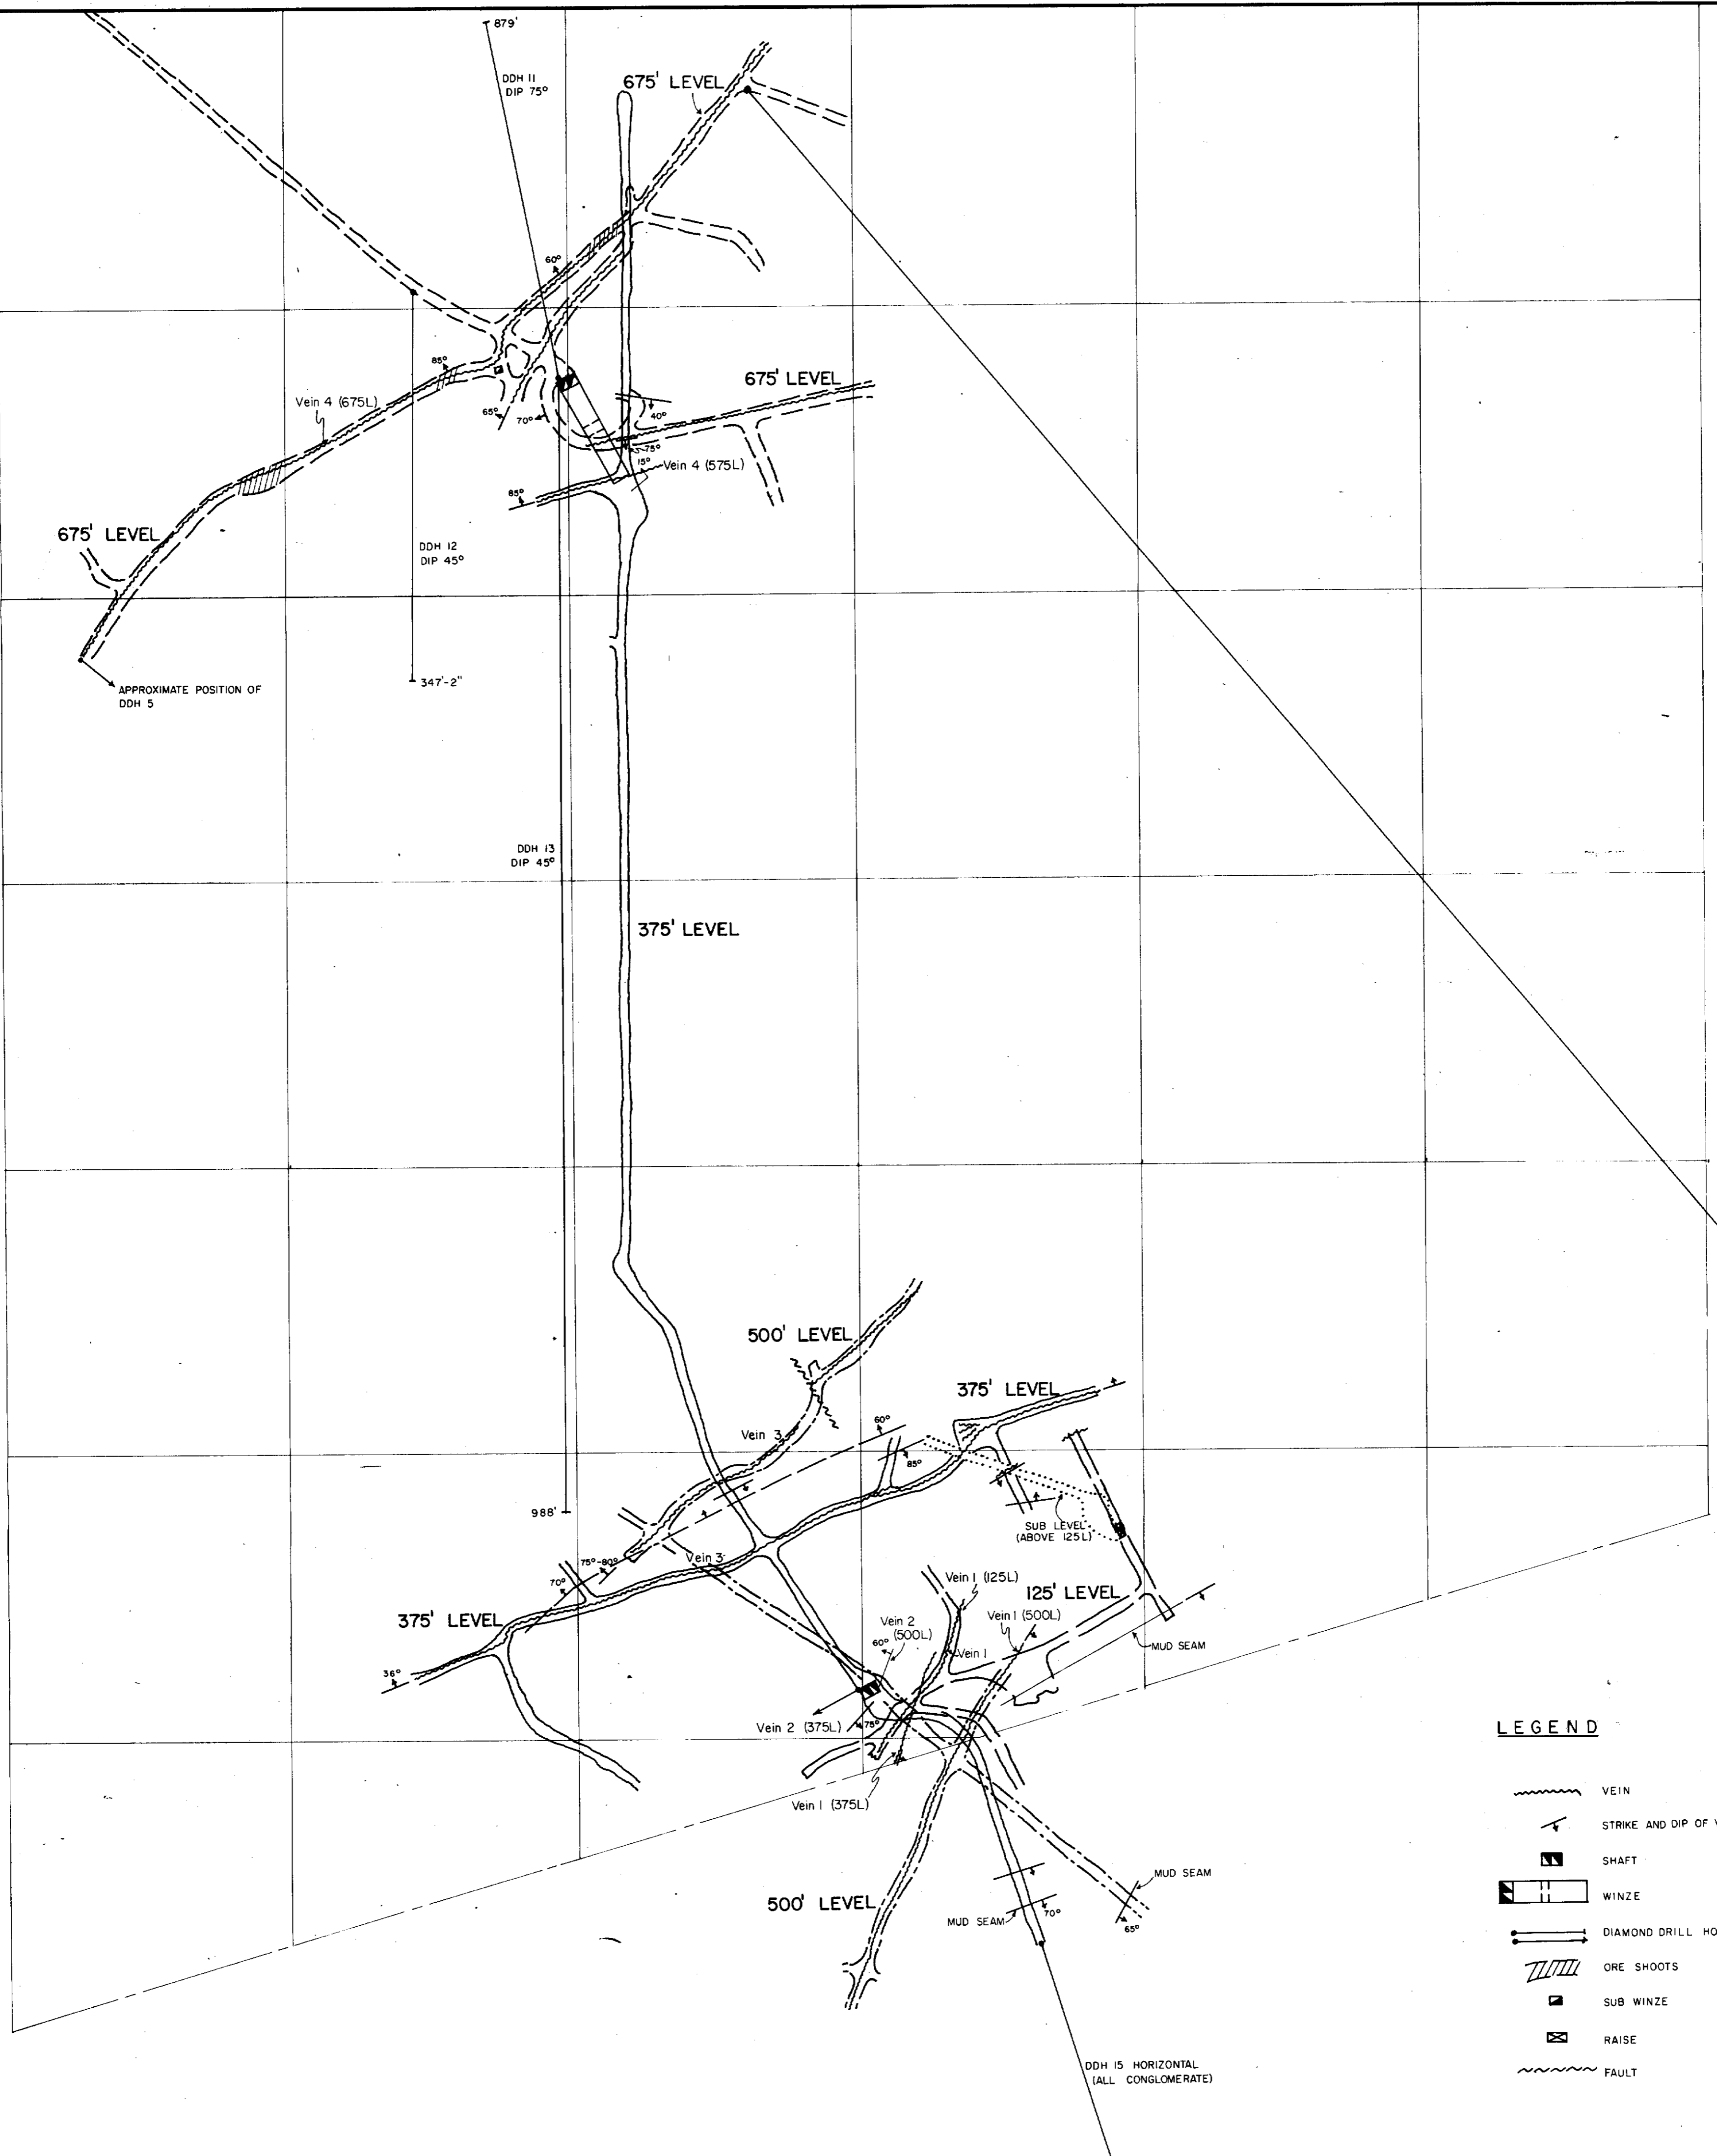 879'
DDH 11
DIP 75°
675' LEVEL
60°
85°
675' LEVEL
Vein 4 (675L)
65°
70°
40°
75°
15°
Vein 4 (575L)
85°
675' LEVEL
DDH 12
DIP 45°
347'-2"
APPROXIMATE POSITION OF
DDH 5
DDH 13
DIP 45°
375' LEVEL
500' LEVEL
375' LEVEL
60°
Vein 3
85°
988'
SUB LEVEL
(ABOVE 125L)
Vein 3
75°-80°
70°
Vein 1 (125L)
125' LEVEL
375' LEVEL
Vein 2
(500L)
Vein 1 (500L)
60°
Vein 1
MUD SEAM
36°
Vein 2 (375L)
75°
Vein 1 (375L)
LEGEND
VEIN
STRIKE AND DIP OF
SHAFT
WINZE
DIAMOND DRILL
ORE SHOOTS
SUB WINZE
RAISE
FAULT
MUD SEAM
500' LEVEL
MUD SEAM
70°
65°
DDH 15 HORIZONTAL
(ALL CONGLOMERATE)